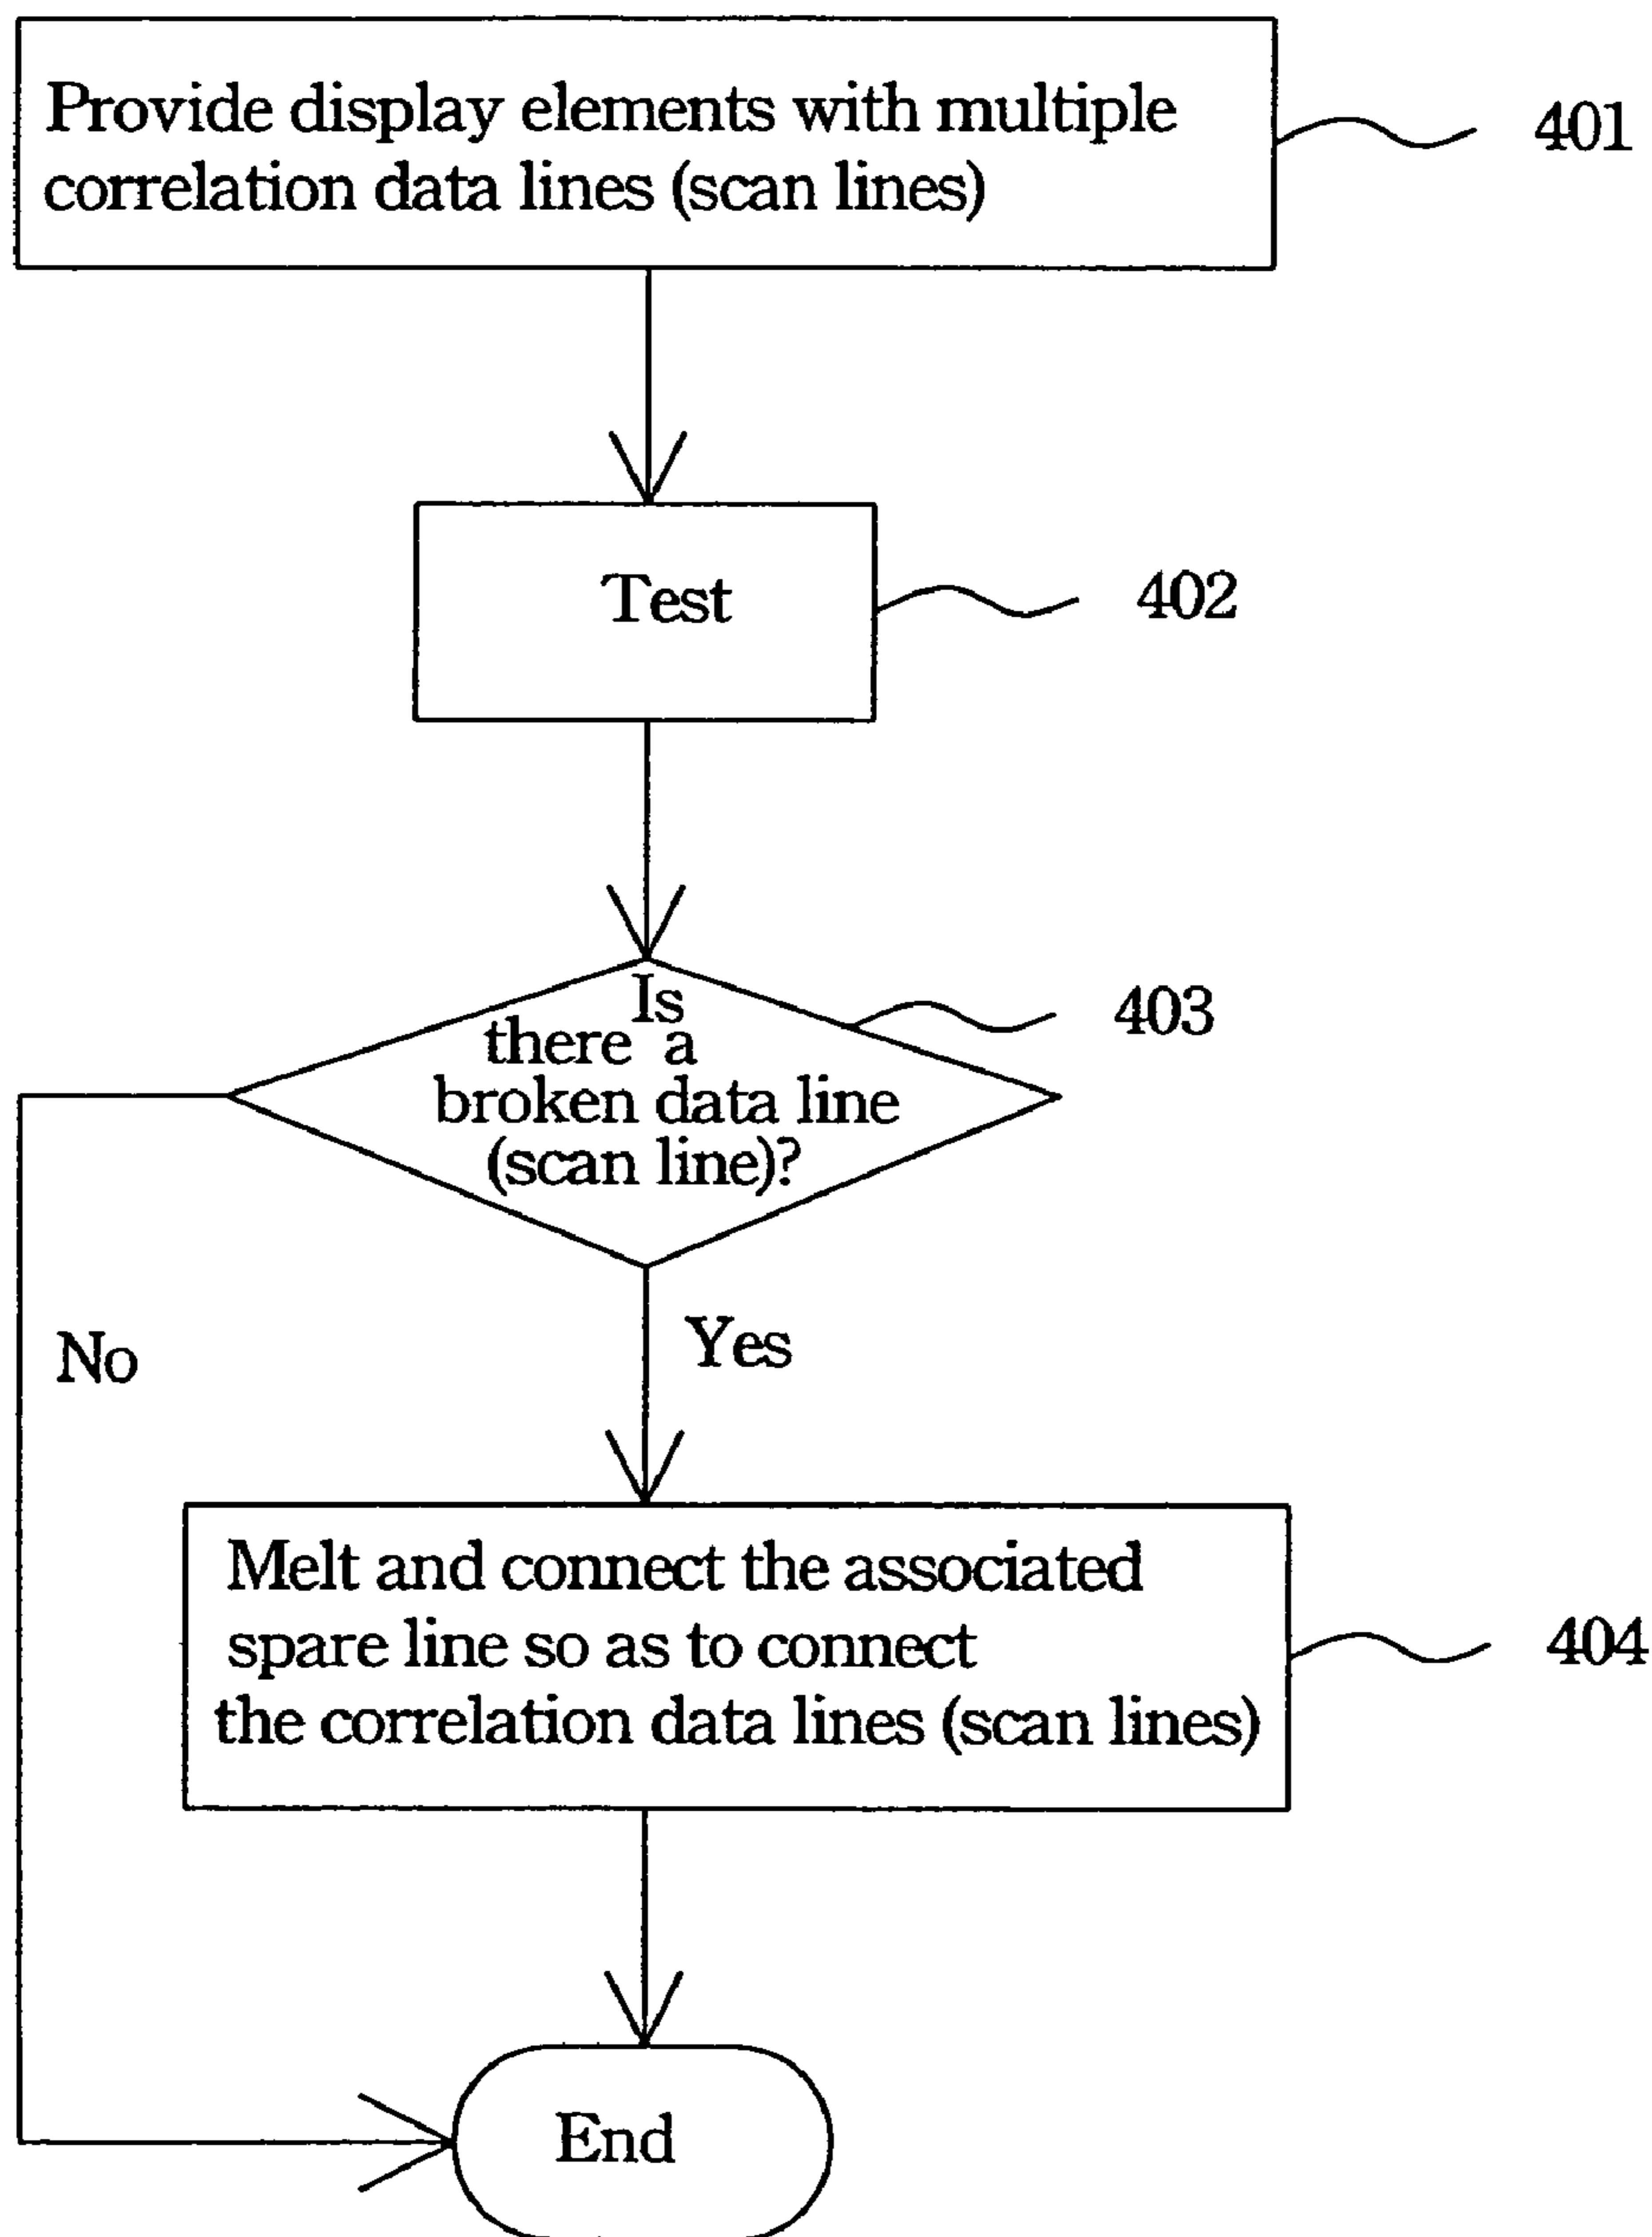 Provide display elements with multiple
correlation data lines (scan lines)
401
Test
402
Is
there a
broken data line
(scan line)?
403
No
Yes
Melt and connect the associated
spare line so as to connect
the correlation data lines (scan lines)
404
End